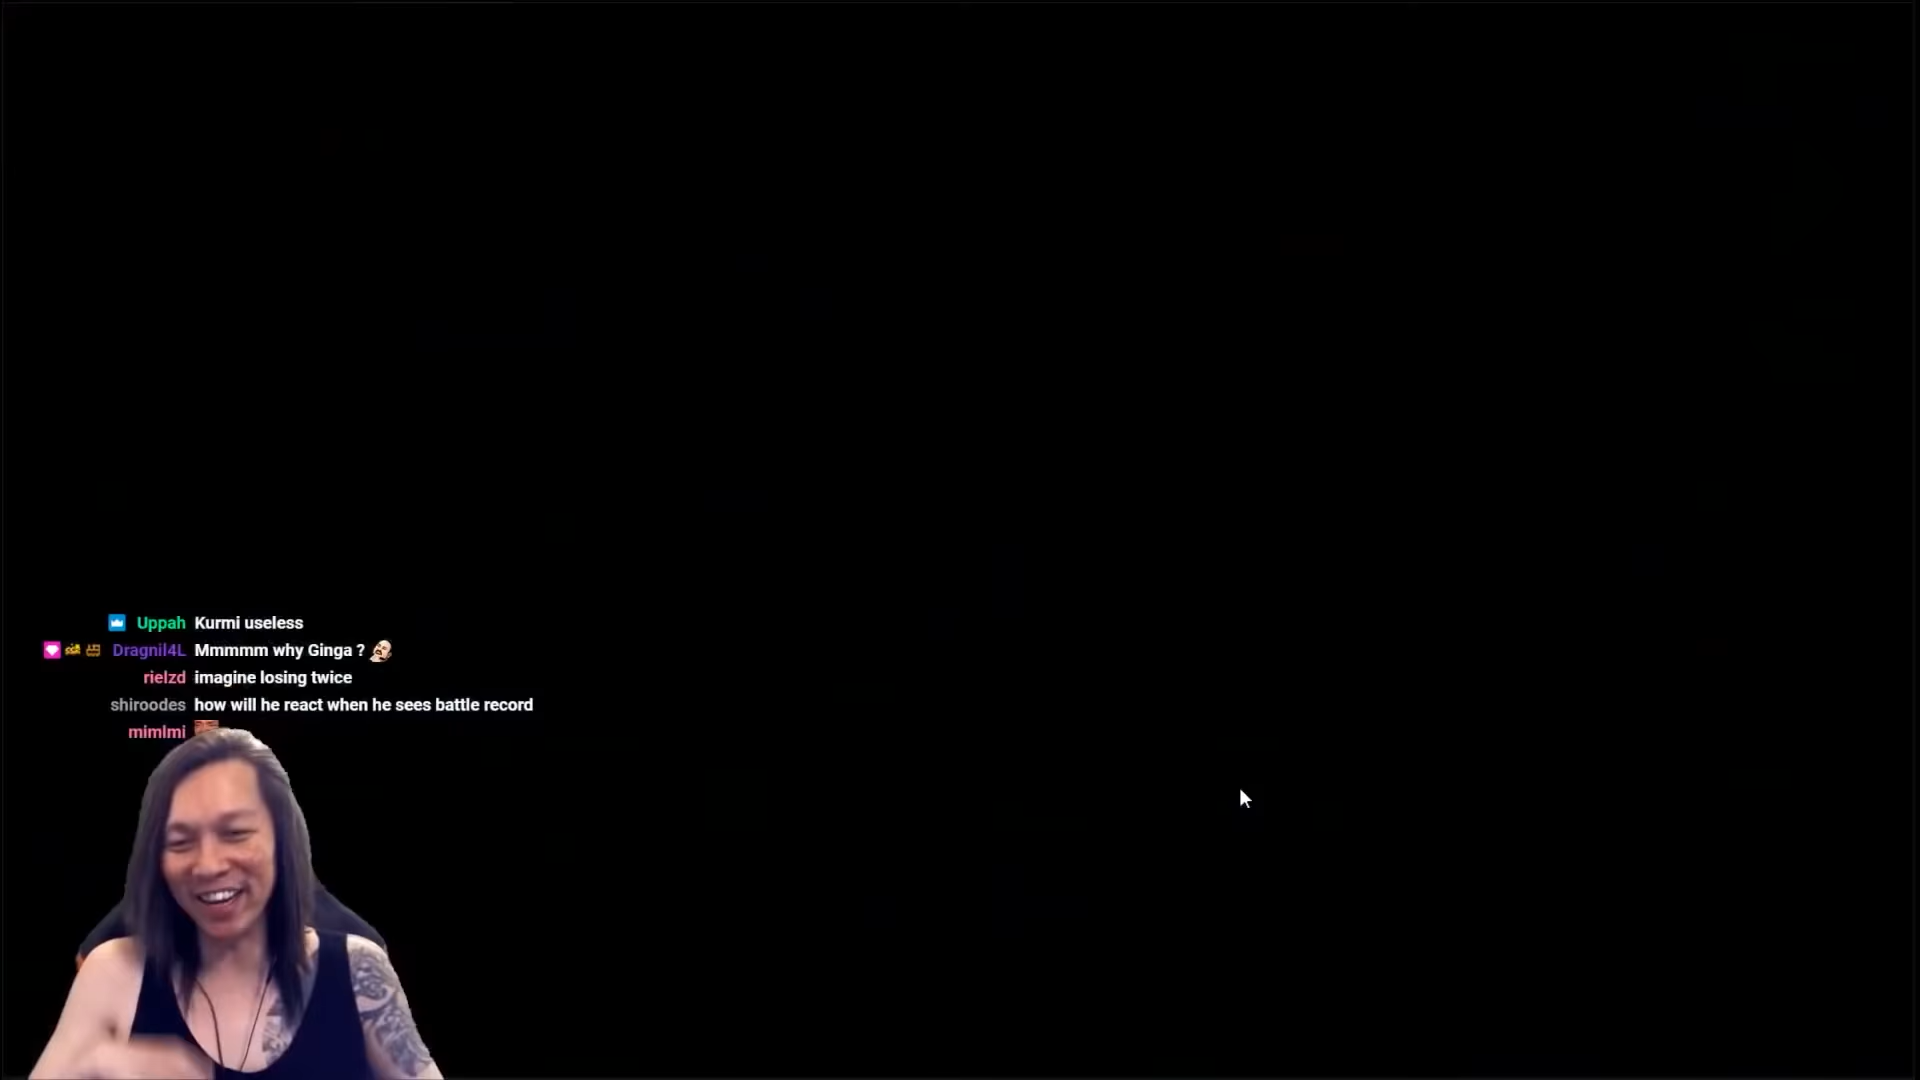 Uppah Kurmi useless
Dragnil4L Mmmmm why Ginga ?
rielzd imagine losing twice
shiroodes how will he react when he sees battle record
mimlmi